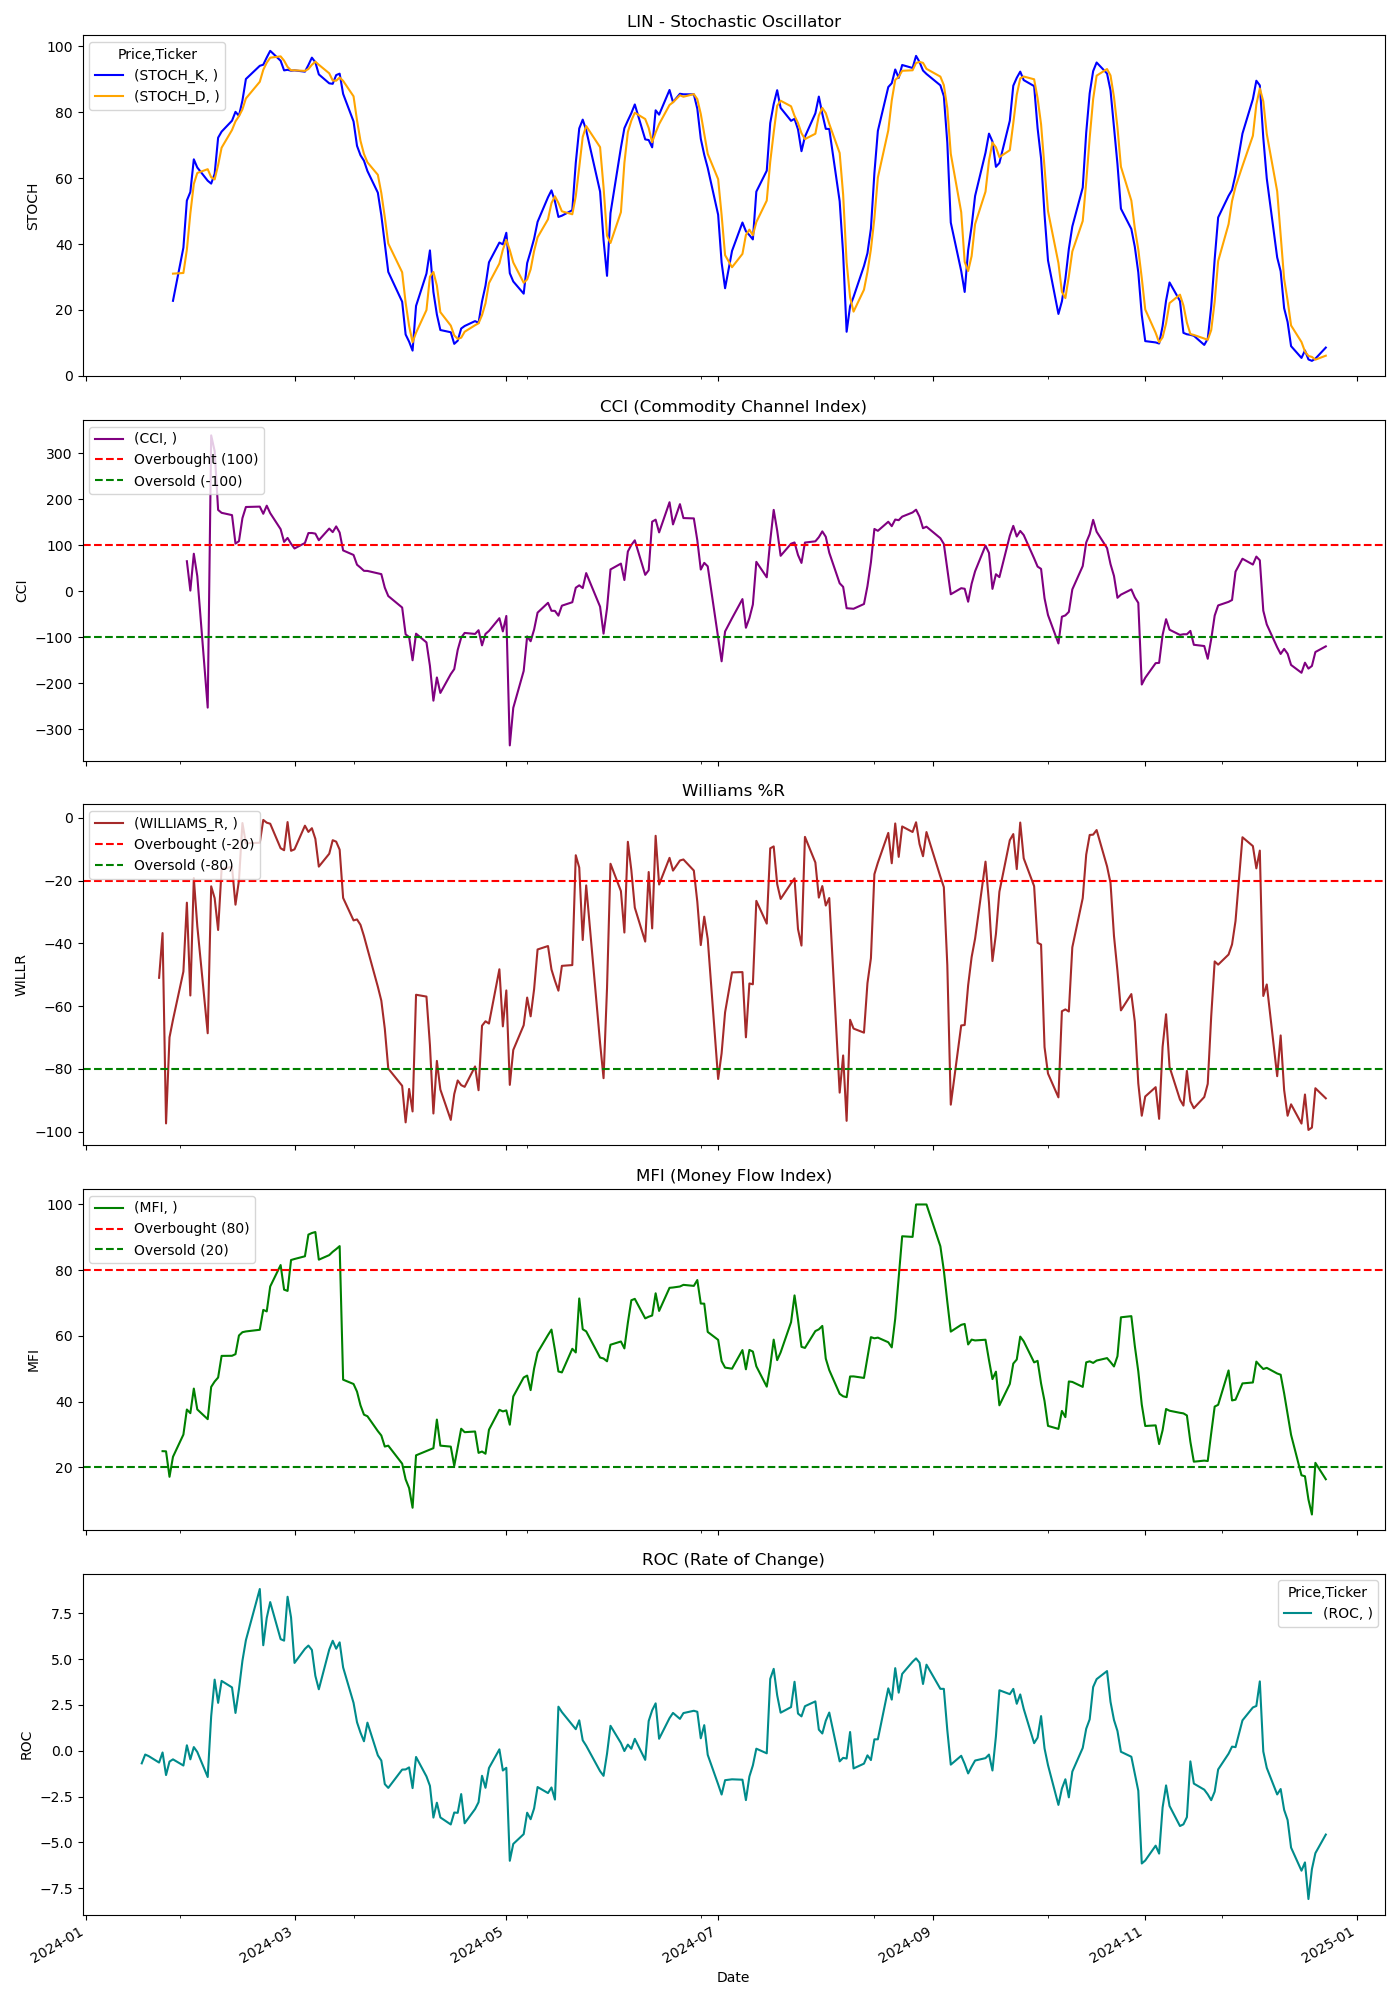 LIN - Stochastic Oscillator
100
80
60
40
20
0
STOCH
Price,Ticker
(STOCH_K, )
(STOCH_D, )
CCI (Commodity Channel Index)
300
200
100
0
−100
−200
−300
CCI
(CCI, )
Overbought (100)
Oversold (-100)
Williams %R
0
−20
−40
−60
−80
−100
WILLR
(WILLIAMS_R, )
Overbought (-20)
Oversold (-80)
MFI (Money Flow Index)
100
80
60
40
20
MFI
(MFI, )
Overbought (80)
Oversold (20)
ROC (Rate of Change)
7.5
5.0
2.5
0.0
−2.5
−5.0
−7.5
ROC
Price,Ticker
(ROC, )
2024-01
2024-03
2024-05
2024-07
2024-09
2024-11
2025-01
Date